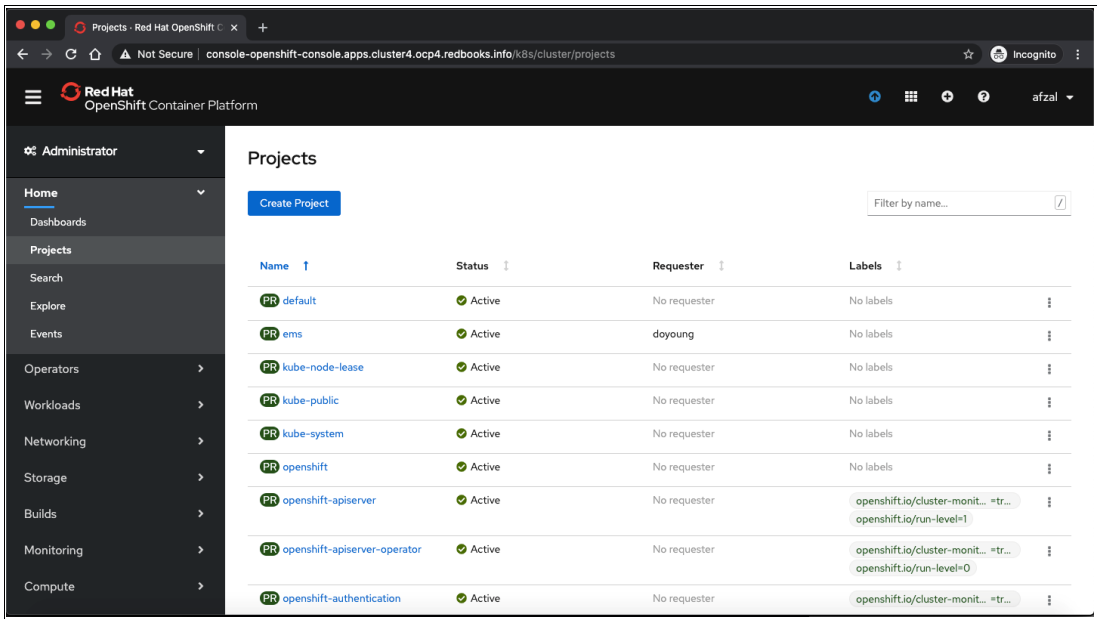 Projects · Red Hat OpenShift C
Not Secure console-openshift-console.apps.cluster4.ocp4.redbooks.info/k8s/cluster/projects
Incognito
Red Hat
OpenShift Container Platform
afzal
Administrator
Home
Dashboards
Projects
Search
Explore
Events
Operators
Workloads
Networking
Storage
Builds
Monitoring
Compute
Projects
Create Project
Filter by name... /
Name Status Requester Labels
PR default Active No requester No labels
PR ems Active doyoung No labels
PR kube-node-lease Active No requester No labels
PR kube-public Active No requester No labels
PR kube-system Active No requester No labels
PR openshift Active No requester No labels
PR openshift-apiserver Active No requester openshift.io/cluster-monit... =tr...
openshift.io/run-level=1
PR openshift-apiserver-operator Active No requester openshift.io/cluster-monit... =tr...
openshift.io/run-level=0
PR openshift-authentication Active No requester openshift.io/cluster-monit... =tr...